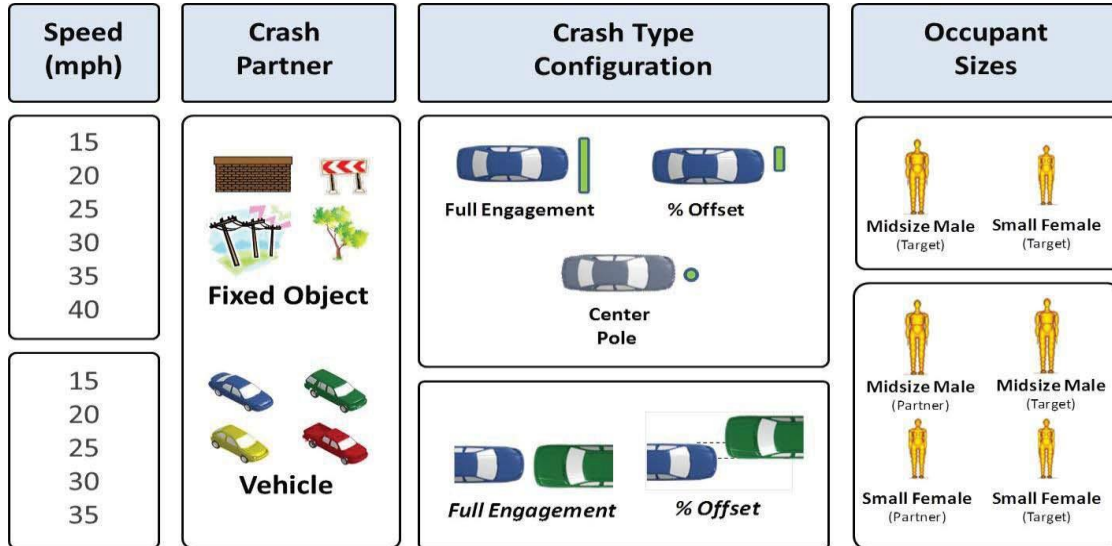 Speed
(mph)
Crash
Partner
Crash Type
Configuration
Occupant
Sizes
15
20
25
30
35
40
Fixed Object
Full Engagement
% Offset
Center
Pole
Midsize Male
(Target)
Small Female
(Target)
15
20
25
30
35
Vehicle
Full Engagement
% Offset
Midsize Male
(Partner)
Midsize Male
(Target)
Small Female
(Partner)
Small Female
(Target)